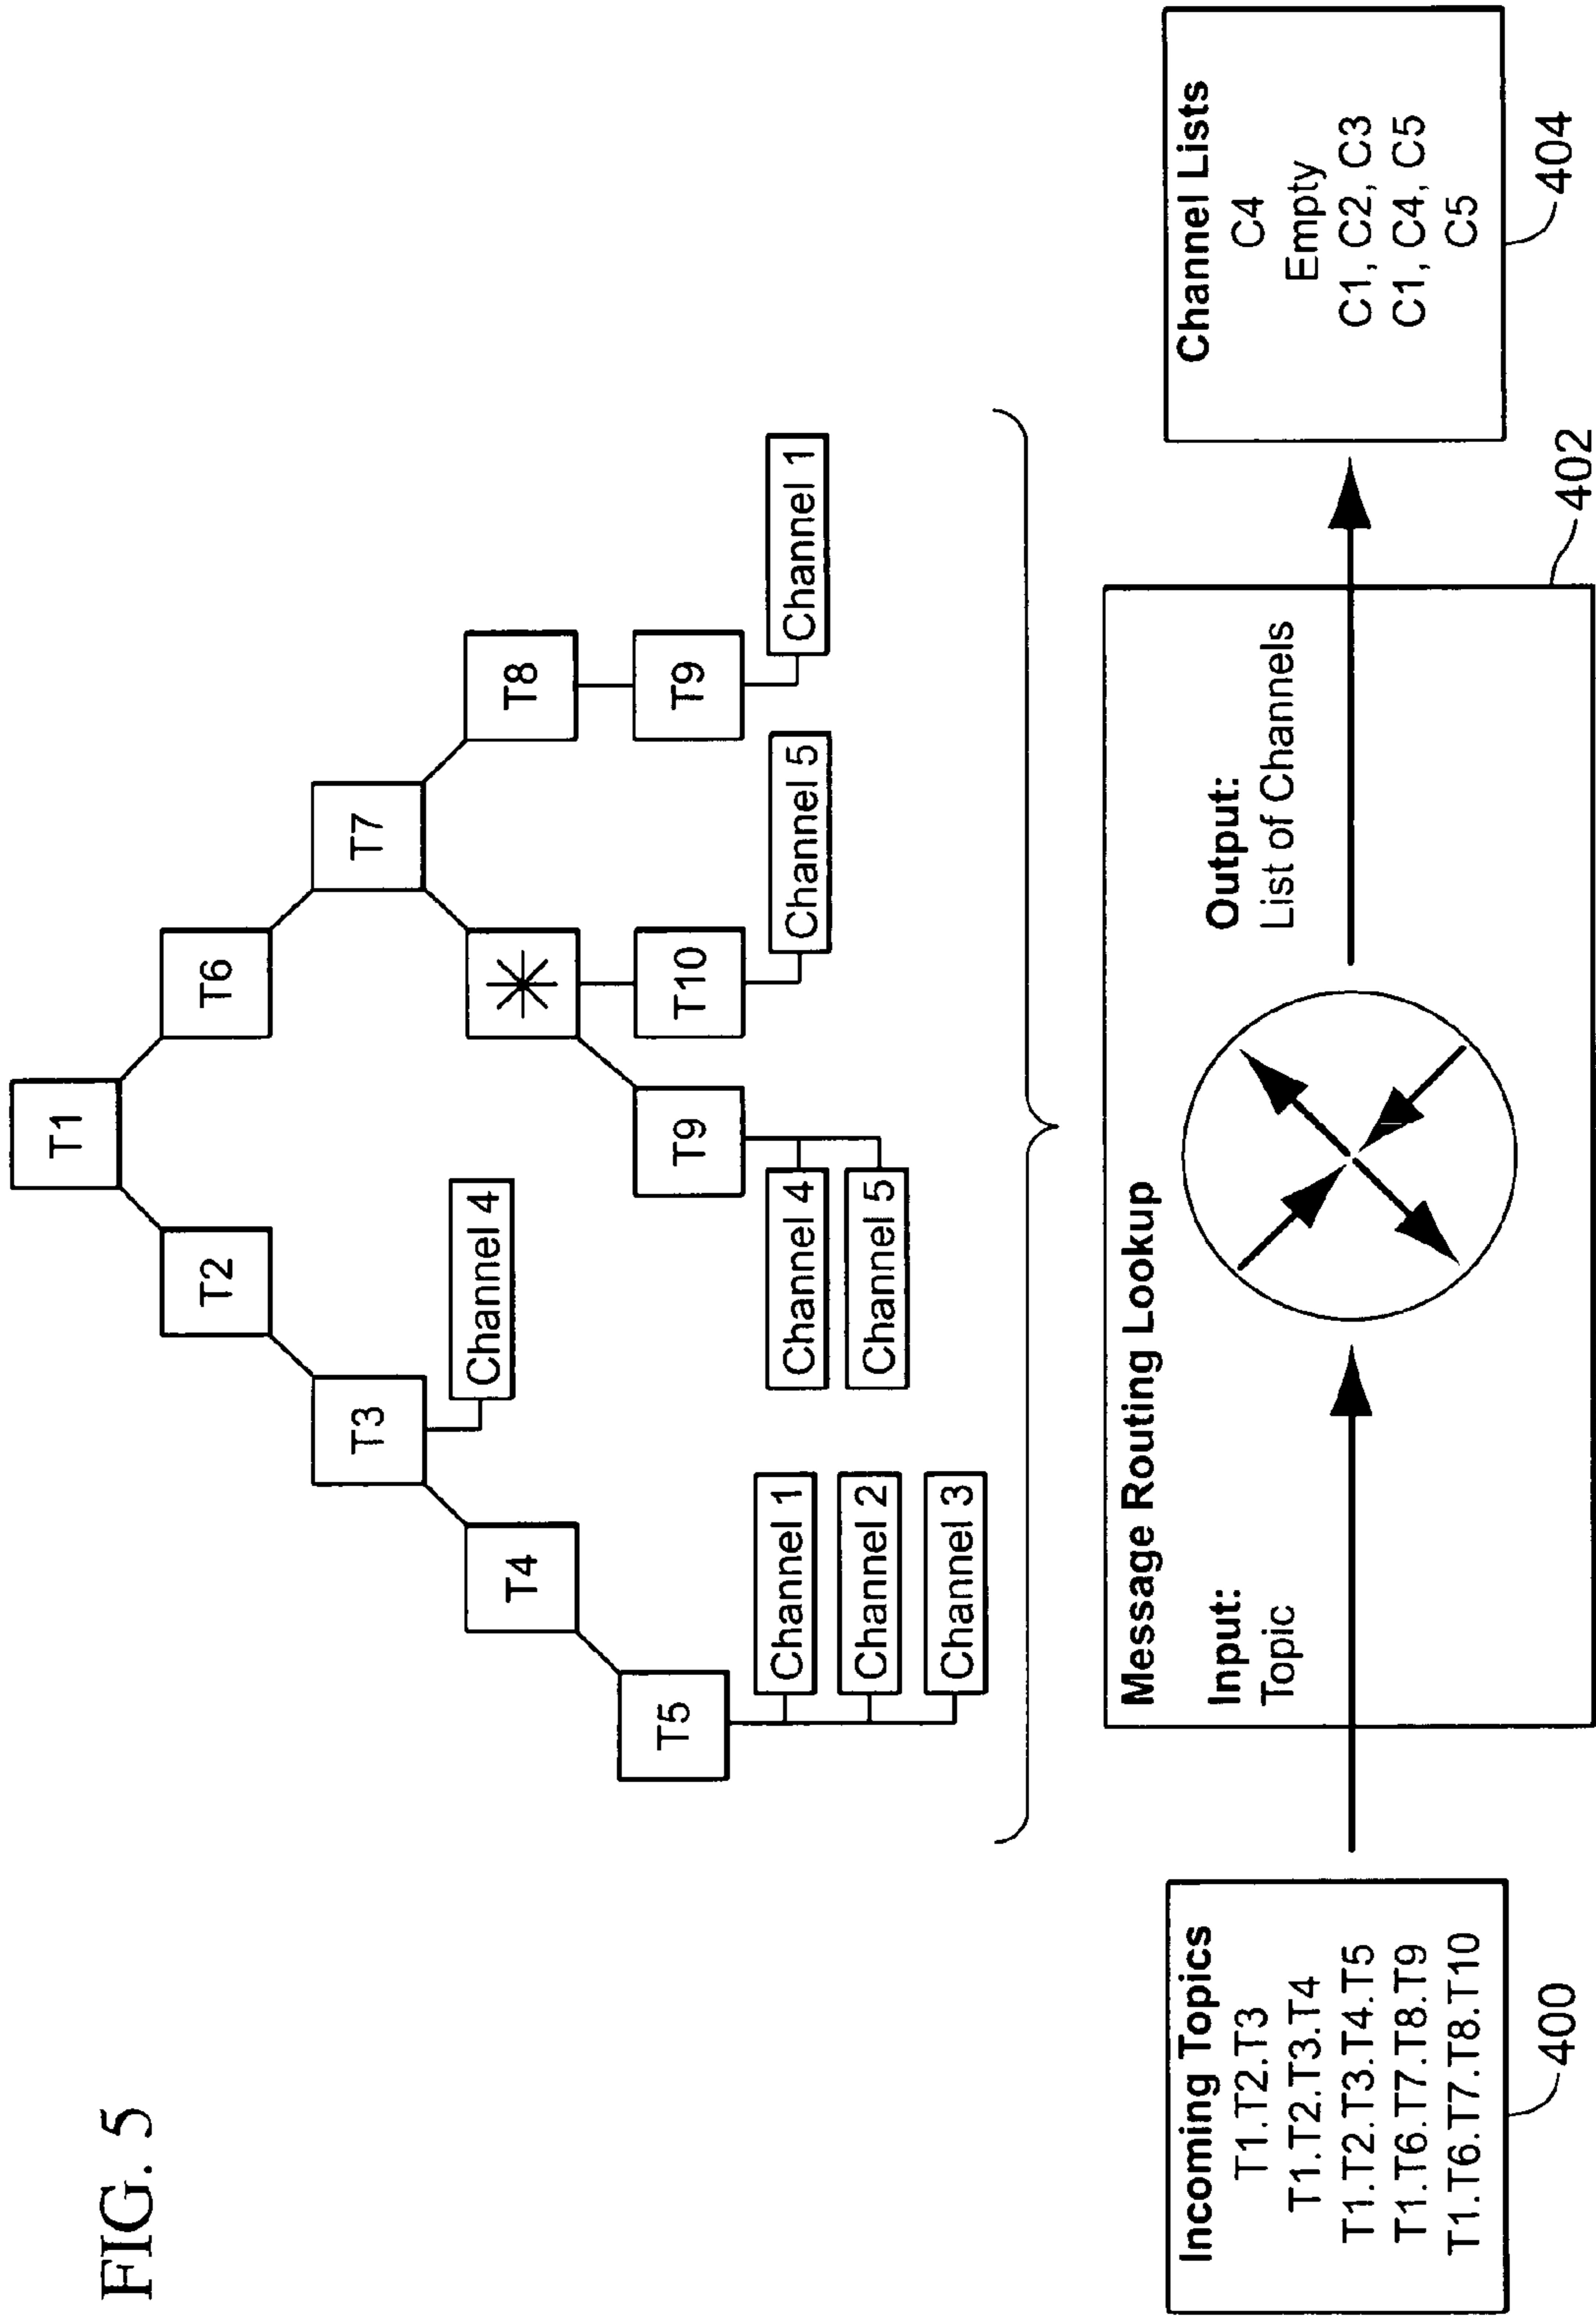 FIG. 5
T1
T2
T6
T3
T7
Channel 4
T4
T8
T5
T9
T10
T9
Channel 1
Channel 2
Channel 3
Channel 4
Channel 5
Channel 5
Channel 1
Incoming Topics
T1.T2.T3
T1.T2.T3.T4
T1.T2.T3.T4.T5
T1.T6.T7.T8.T9
T1.T6.T7.T8.T10
400
Message Routing Lookup
Input:
Topic
Output:
List of Channels
402
Channel Lists
C4
Empty
C1, C2, C3
C1, C4, C5
C5
404